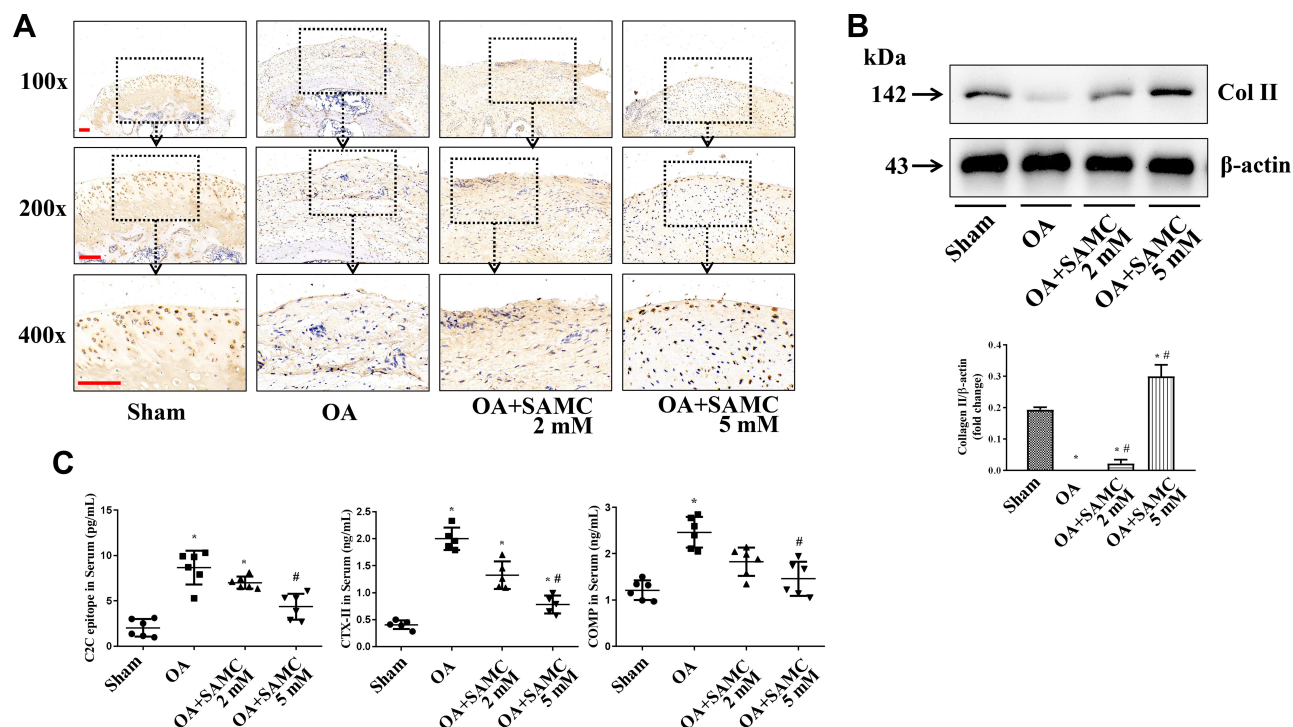 A
100x
200x
400x
Sham
OA
OA+SAMC
2 mM
OA+SAMC
5 mM
B
kDa
142
Col II
43
β-actin
Sham
OA
OA+SAMC
2 mM
OA+SAMC
5 mM
Collagen II/β-actin
(fold change)
0.4
0.3
0.2
0.1
0.0
*
* #
* #
Sham
OA
OA+SAMC
2 mM
OA+SAMC
5 mM
C
C2C epitope in Serum (pg/mL)
15
10
5
0
*
*
#
Sham
OA
OA+SAMC
2 mM
OA+SAMC
5 mM
CTX-II in Serum (ng/mL)
2.5
2.0
1.5
1.0
0.5
0.0
*
*
* #
Sham
OA
OA+SAMC
2 mM
OA+SAMC
5 mM
COMP in Serum (ng/mL)
3
2
1
0
*
#
Sham
OA
OA+SAMC
2 mM
OA+SAMC
5 mM